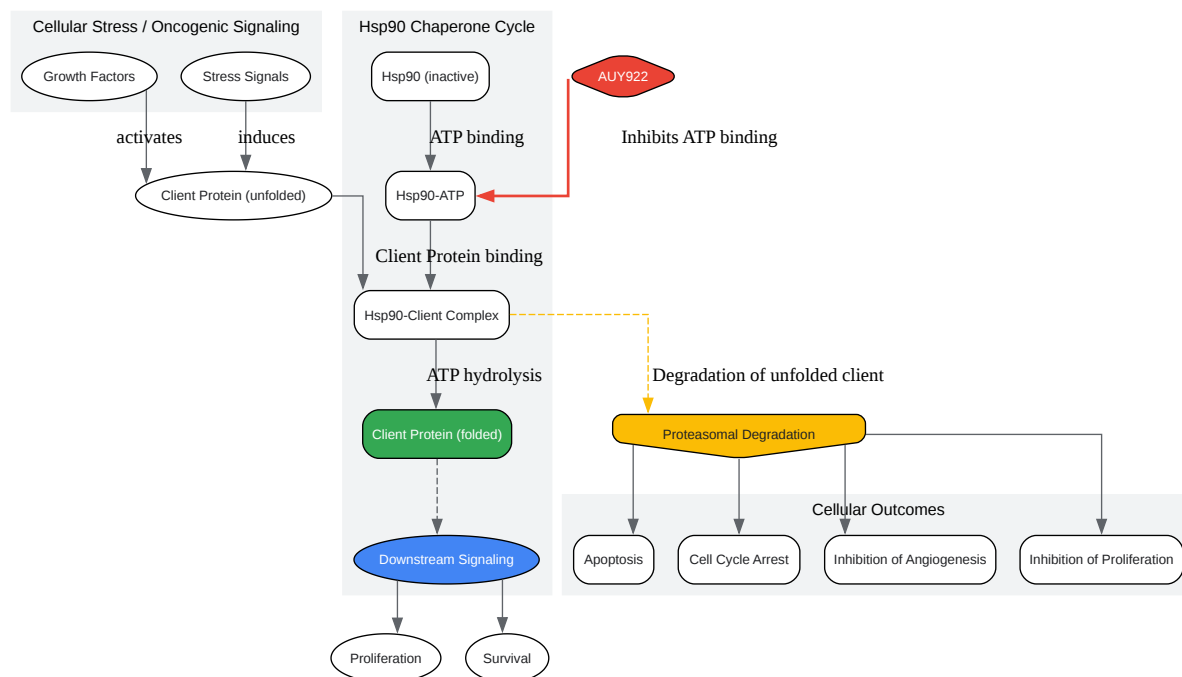 Cellular Stress / Oncogenic Signaling
Hsp90 Chaperone Cycle
Growth Factors
Stress Signals
Hsp90 (inactive)
AUY922
activates
induces
ATP binding
Inhibits ATP binding
Client Protein (unfolded)
Hsp90-ATP
Client Protein binding
Hsp90-Client Complex
ATP hydrolysis
Degradation of unfolded client
Client Protein (folded)
Proteasomal Degradation
Cellular Outcomes
Downstream Signaling
Apoptosis
Cell Cycle Arrest
Inhibition of Angiogenesis
Inhibition of Proliferation
Proliferation
Survival